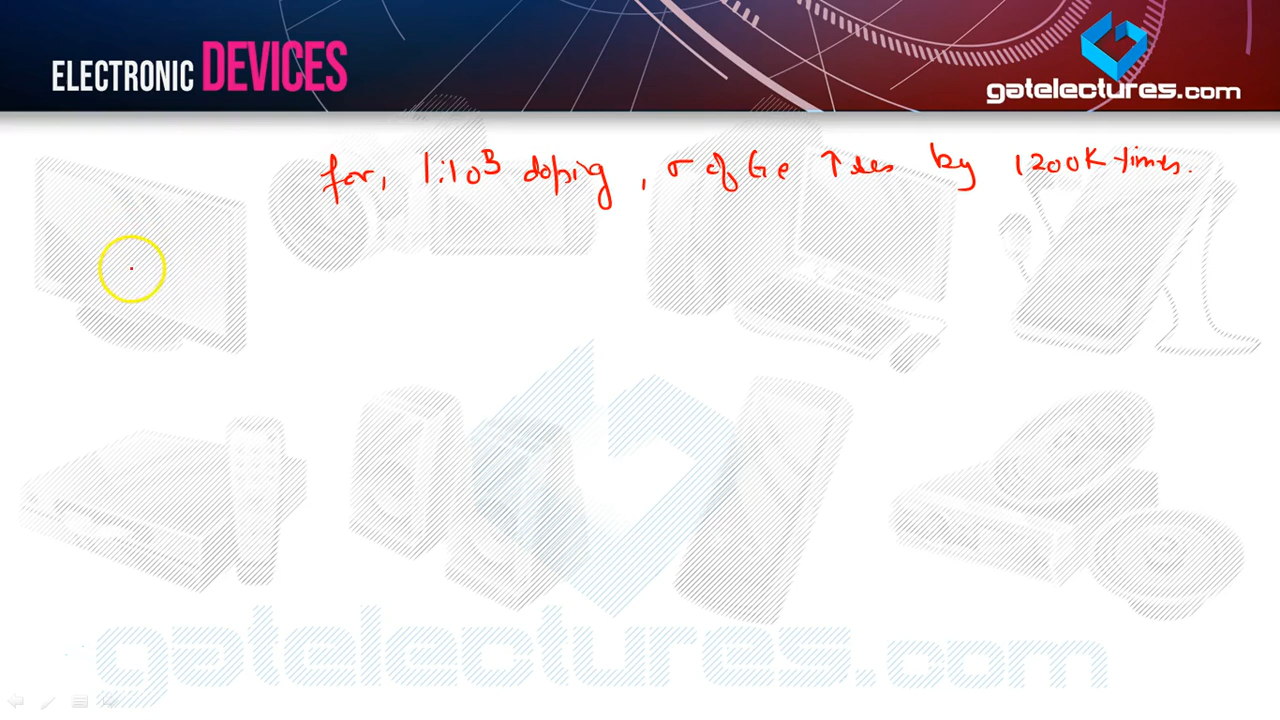 ELECTRONIC DEVICES
gatelectures.com
for, 1:10³ doping, σ of Ge ↑ses by 1200K times.
gatelectures.com